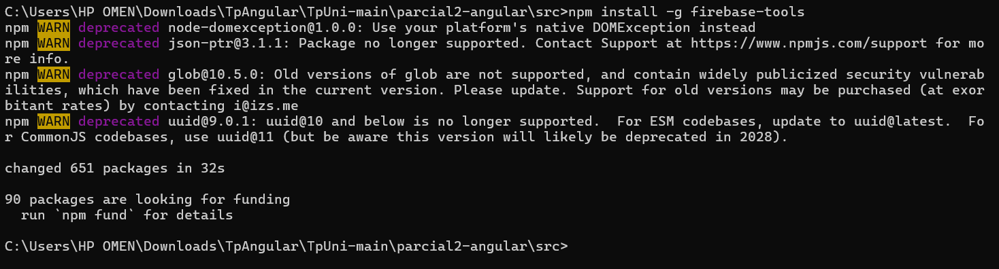 C:\Users\HP OMEN\Downloads\TpAngular\TpUni-main\parcial2-angular\src>npm install -g firebase-tools
npm WARN deprecated node-domexception@1.0.0: Use your platform's native DOMException instead
npm WARN deprecated json-ptr@3.1.1: Package no longer supported. Contact Support at https://www.npmjs.com/support for mo
re info.
npm WARN deprecated glob@10.5.0: Old versions of glob are not supported, and contain widely publicized security vulnerab
ilities, which have been fixed in the current version. Please update. Support for old versions may be purchased (at exor
bitant rates) by contacting i@izs.me
npm WARN deprecated uuid@9.0.1: uuid@10 and below is no longer supported.  For ESM codebases, update to uuid@latest.  Fo
r CommonJS codebases, use uuid@11 (but be aware this version will likely be deprecated in 2028).
changed 651 packages in 32s
90 packages are looking for funding
  run `npm fund` for details
C:\Users\HP OMEN\Downloads\TpAngular\TpUni-main\parcial2-angular\src>